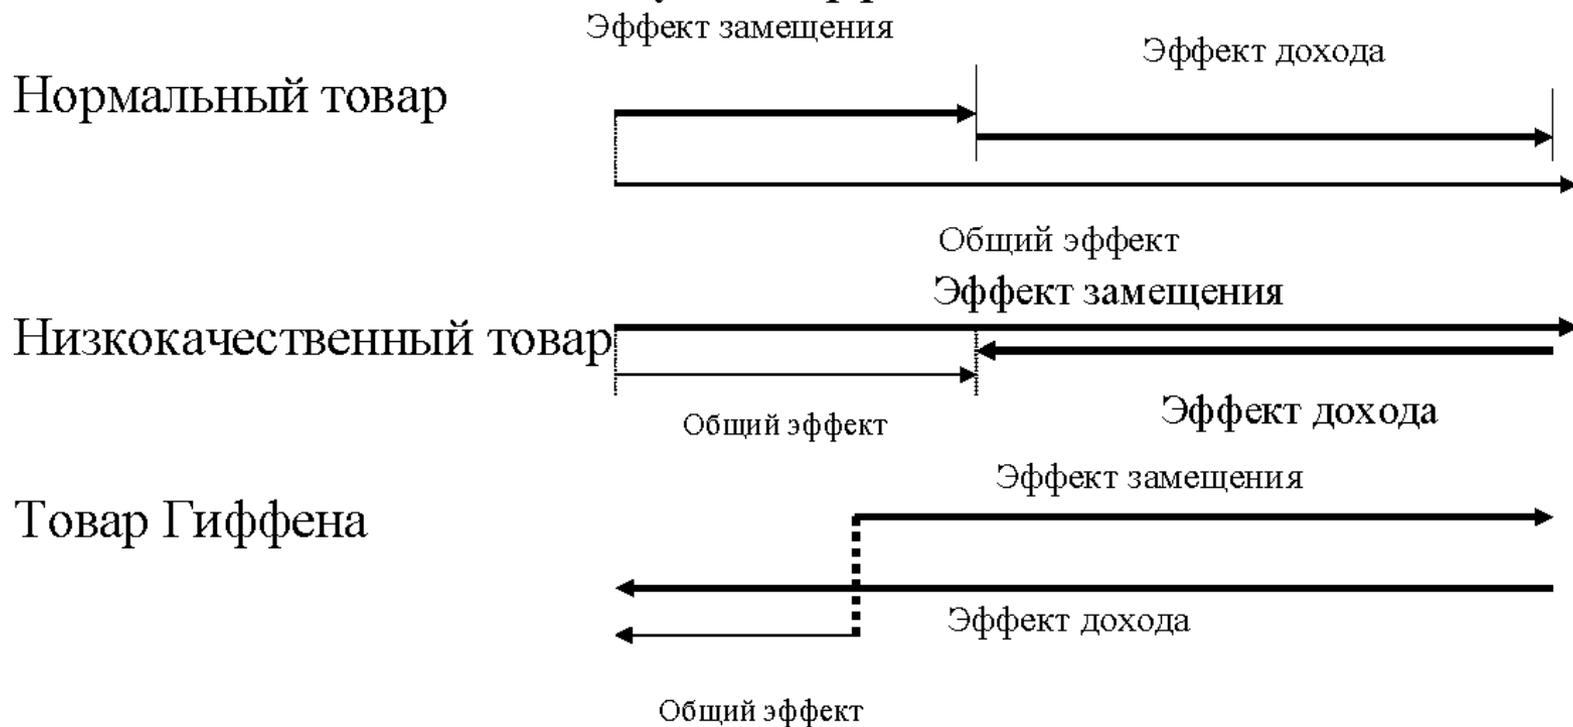 Эффект замещения
Эффект дохода
Нормальный товар
Общий эффект
Эффект замещения
Низкокачественный товар
Эффект дохода
Общий эффект
Эффект замещения
Товар Гиффена
Эффект дохода
Общий эффект